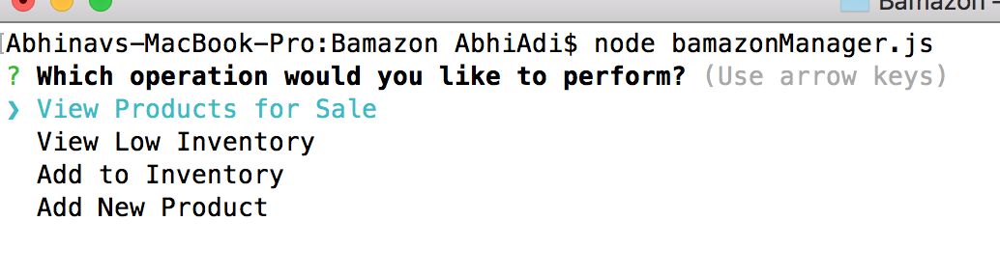 Bamazon -
Abhinavs-MacBook-Pro:Bamazon AbhiAdi$ node bamazonManager.js
? Which operation would you like to perform? (Use arrow keys)
❯ View Products for Sale
View Low Inventory
Add to Inventory
Add New Product